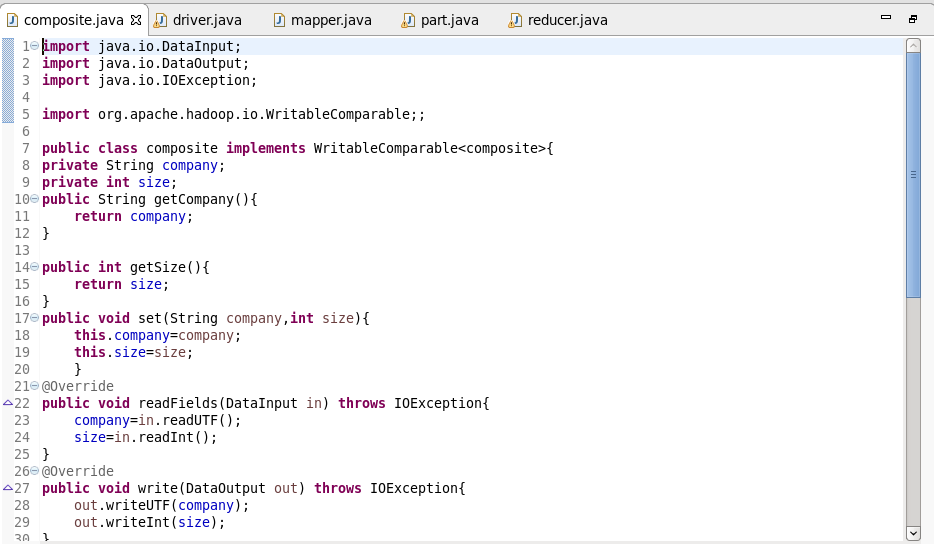 composite.java driver.java mapper.java part.java reducer.java
1 import java.io.DataInput;
2 import java.io.DataOutput;
3 import java.io.IOException;
4
5 import org.apache.hadoop.io.WritableComparable;;
6
7 public class composite implements WritableComparable<composite>{
8 private String company;
9 private int size;
10 public String getCompany(){
11     return company;
12 }
13
14 public int getSize(){
15     return size;
16 }
17 public void set(String company,int size){
18     this.company=company;
19     this.size=size;
20     }
21 @Override
22 public void readFields(DataInput in) throws IOException{
23     company=in.readUTF();
24     size=in.readInt();
25 }
26 @Override
27 public void write(DataOutput out) throws IOException{
28     out.writeUTF(company);
29     out.writeInt(size);
30 }